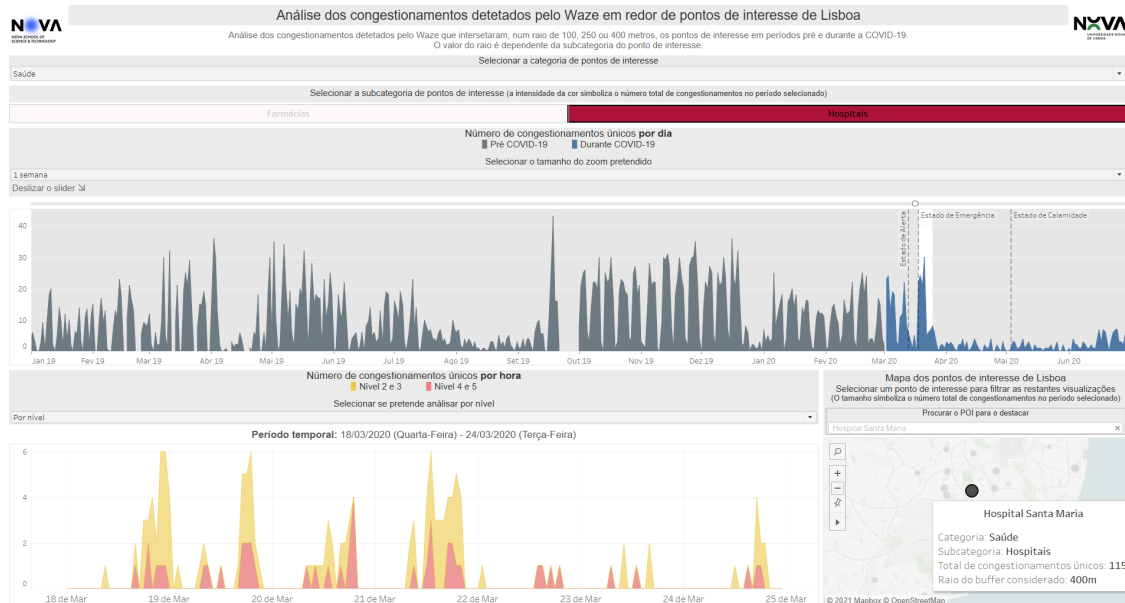 Análise dos congestionamentos detetados pelo Waze em redor de pontos de interesse de Lisboa
NOVA
NOVA SCHOOL OF
SCIENCE & TECHNOLOGY
Análise dos congestionamentos detetados pelo Waze que intersetaram, num raio de 100, 250 ou 400 metros, os pontos de interesse em períodos pré e durante a COVID-19.
O valor do raio é dependente da subcategoria do ponto de interesse.
NOVA
UNIVERSIDADE NOVA
DE LISBOA
Selecionar a categoria de pontos de interesse
Saúde
Selecionar a subcategoria de pontos de interesse (a intensidade da cor simboliza o número total de congestionamentos no período selecionado)
Farmácias
Hospitais
Número de congestionamentos únicos por dia
Pré COVID-19 Durante COVID-19
Selecionar o tamanho do zoom pretendido
1 semana
Deslizar o slider
Estado de Alerta
Estado de Emergência
Estado de Calamidade
40
30
20
10
0
Jan 19 Fev 19 Mar 19 Abr 19 Mai 19 Jun 19 Jul 19 Ago 19 Set 19 Out 19 Nov 19 Dez 19 Jan 20 Fev 20 Mar 20 Abr 20 Mai 20 Jun 20
Número de congestionamentos únicos por hora
Nível 2 e 3 Nível 4 e 5
Selecionar se pretende análisar por nível
Por nível
Período temporal: 18/03/2020 (Quarta-Feira) - 24/03/2020 (Terça-Feira)
6
4
2
0
18 de Mar 19 de Mar 20 de Mar 21 de Mar 22 de Mar 23 de Mar 24 de Mar 25 de Mar
Mapa dos pontos de interesse de Lisboa
Selecionar um ponto de interesse para filtrar as restantes visualizações
(O tamanho simboliza o número total de congestionamentos no período selecionado)
Procurar o POI para o destacar
Hospital Santa Maria
Hospital Santa Maria
Categoria: Saúde
Subcategoria: Hospitais
Total de congestionamentos únicos: 115
Raio do buffer considerado: 400m
© 2021 Mapbox © OpenStreetMap